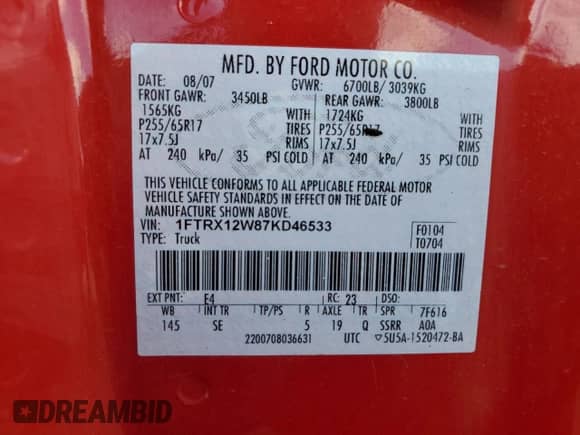 MFD. BY FORD MOTOR CO.
DATE: 08/07 GVWR: 6700LB/ 3039KG
FRONT GAWR: 3450LB REAR GAWR: 3800LB
1565KG WITH 1724KG WITH
P255/65R17 TIRES P255/65R17 TIRES
17x7.5J RIMS 17x7.5J RIMS
AT 240 kPa/ 35 PSI COLD AT 240 kPa/ 35 PSI COLD
THIS VEHICLE CONFORMS TO ALL APPLICABLE FEDERAL MOTOR
VEHICLE SAFETY STANDARDS IN EFFECT ON THE DATE OF
MANUFACTURE SHOWN ABOVE.
VIN: 1FTRX12W87KD46533 F0104
TYPE: Truck T0704
EXT PNT: E4 RC: 23 DSO:
WB INT TR TP/PS R AXLE TR SPR 7F616
145 SE 5 19 Q SSRR A0A
2200708036631 UTC ▽5U5A-1520472-BA
DREAMBID